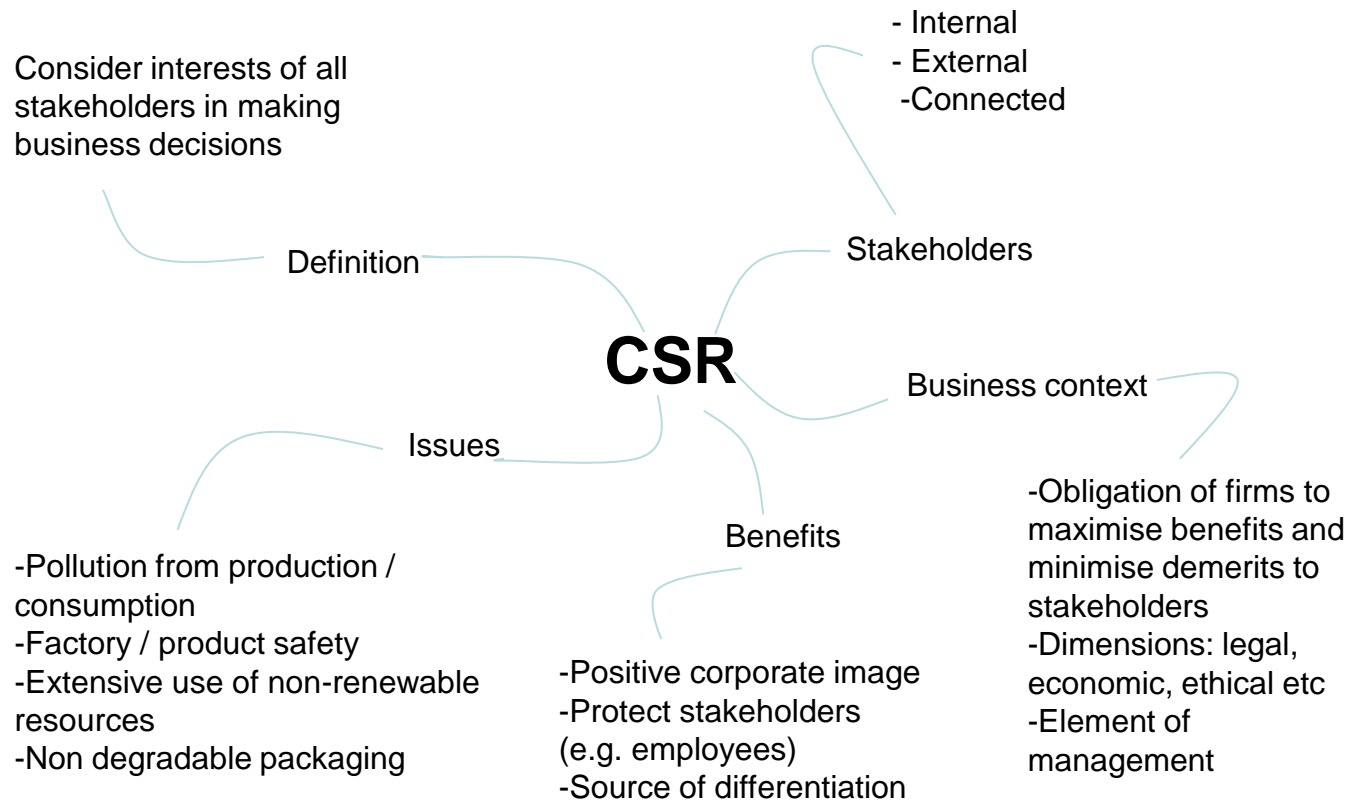 Consider interests of all
stakeholders in making
business decisions
Definition
- Internal
- External
-Connected
Stakeholders
CSR
Business context
-Obligation of firms to
maximise benefits and
minimise demerits to
stakeholders
-Dimensions: legal,
economic, ethical etc
-Element of
management
Issues
-Pollution from production /
consumption
-Factory / product safety
-Extensive use of non-renewable
resources
-Non degradable packaging
Benefits
-Positive corporate image
-Protect stakeholders
(e.g. employees)
-Source of differentiation